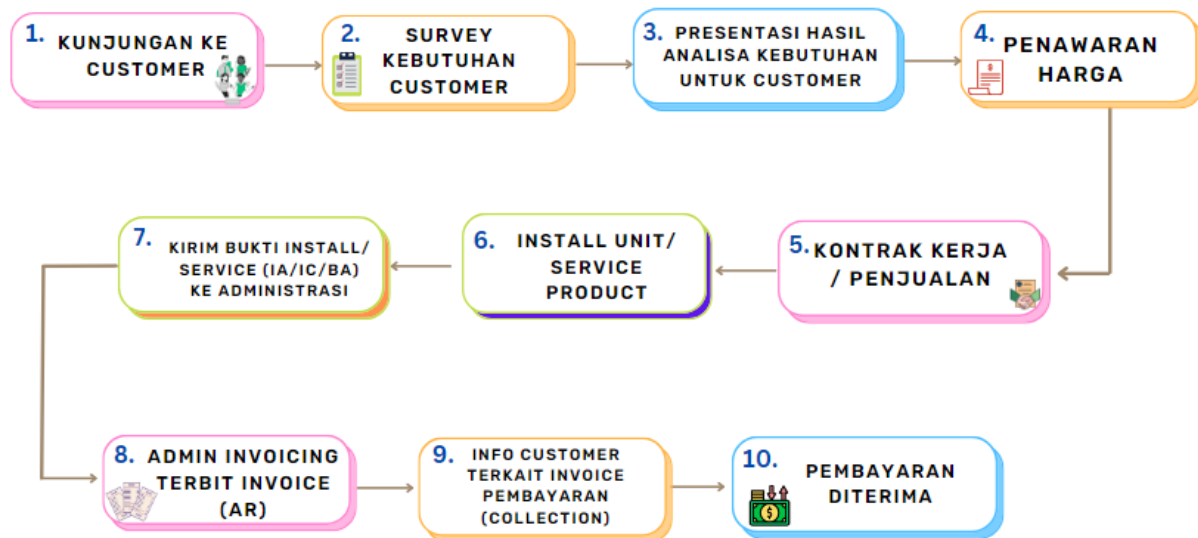 1. KUNJUNGAN KE
CUSTOMER
2. SURVEY
KEBUTUHAN
CUSTOMER
3. PRESENTASI HASIL
ANALISA KEBUTUHAN
UNTUK CUSTOMER
4. PENAWARAN
HARGA
5. KONTRAK KERJA
/ PENJUALAN
6. INSTALL UNIT/
SERVICE
PRODUCT
7. KIRIM BUKTI INSTALL/
SERVICE (IA/IC/BA)
KE ADMINISTRASI
8. ADMIN INVOICING
TERBIT INVOICE
(AR)
9. INFO CUSTOMER
TERKAIT INVOICE
PEMBAYARAN
(COLLECTION)
10. PEMBAYARAN
DITERIMA